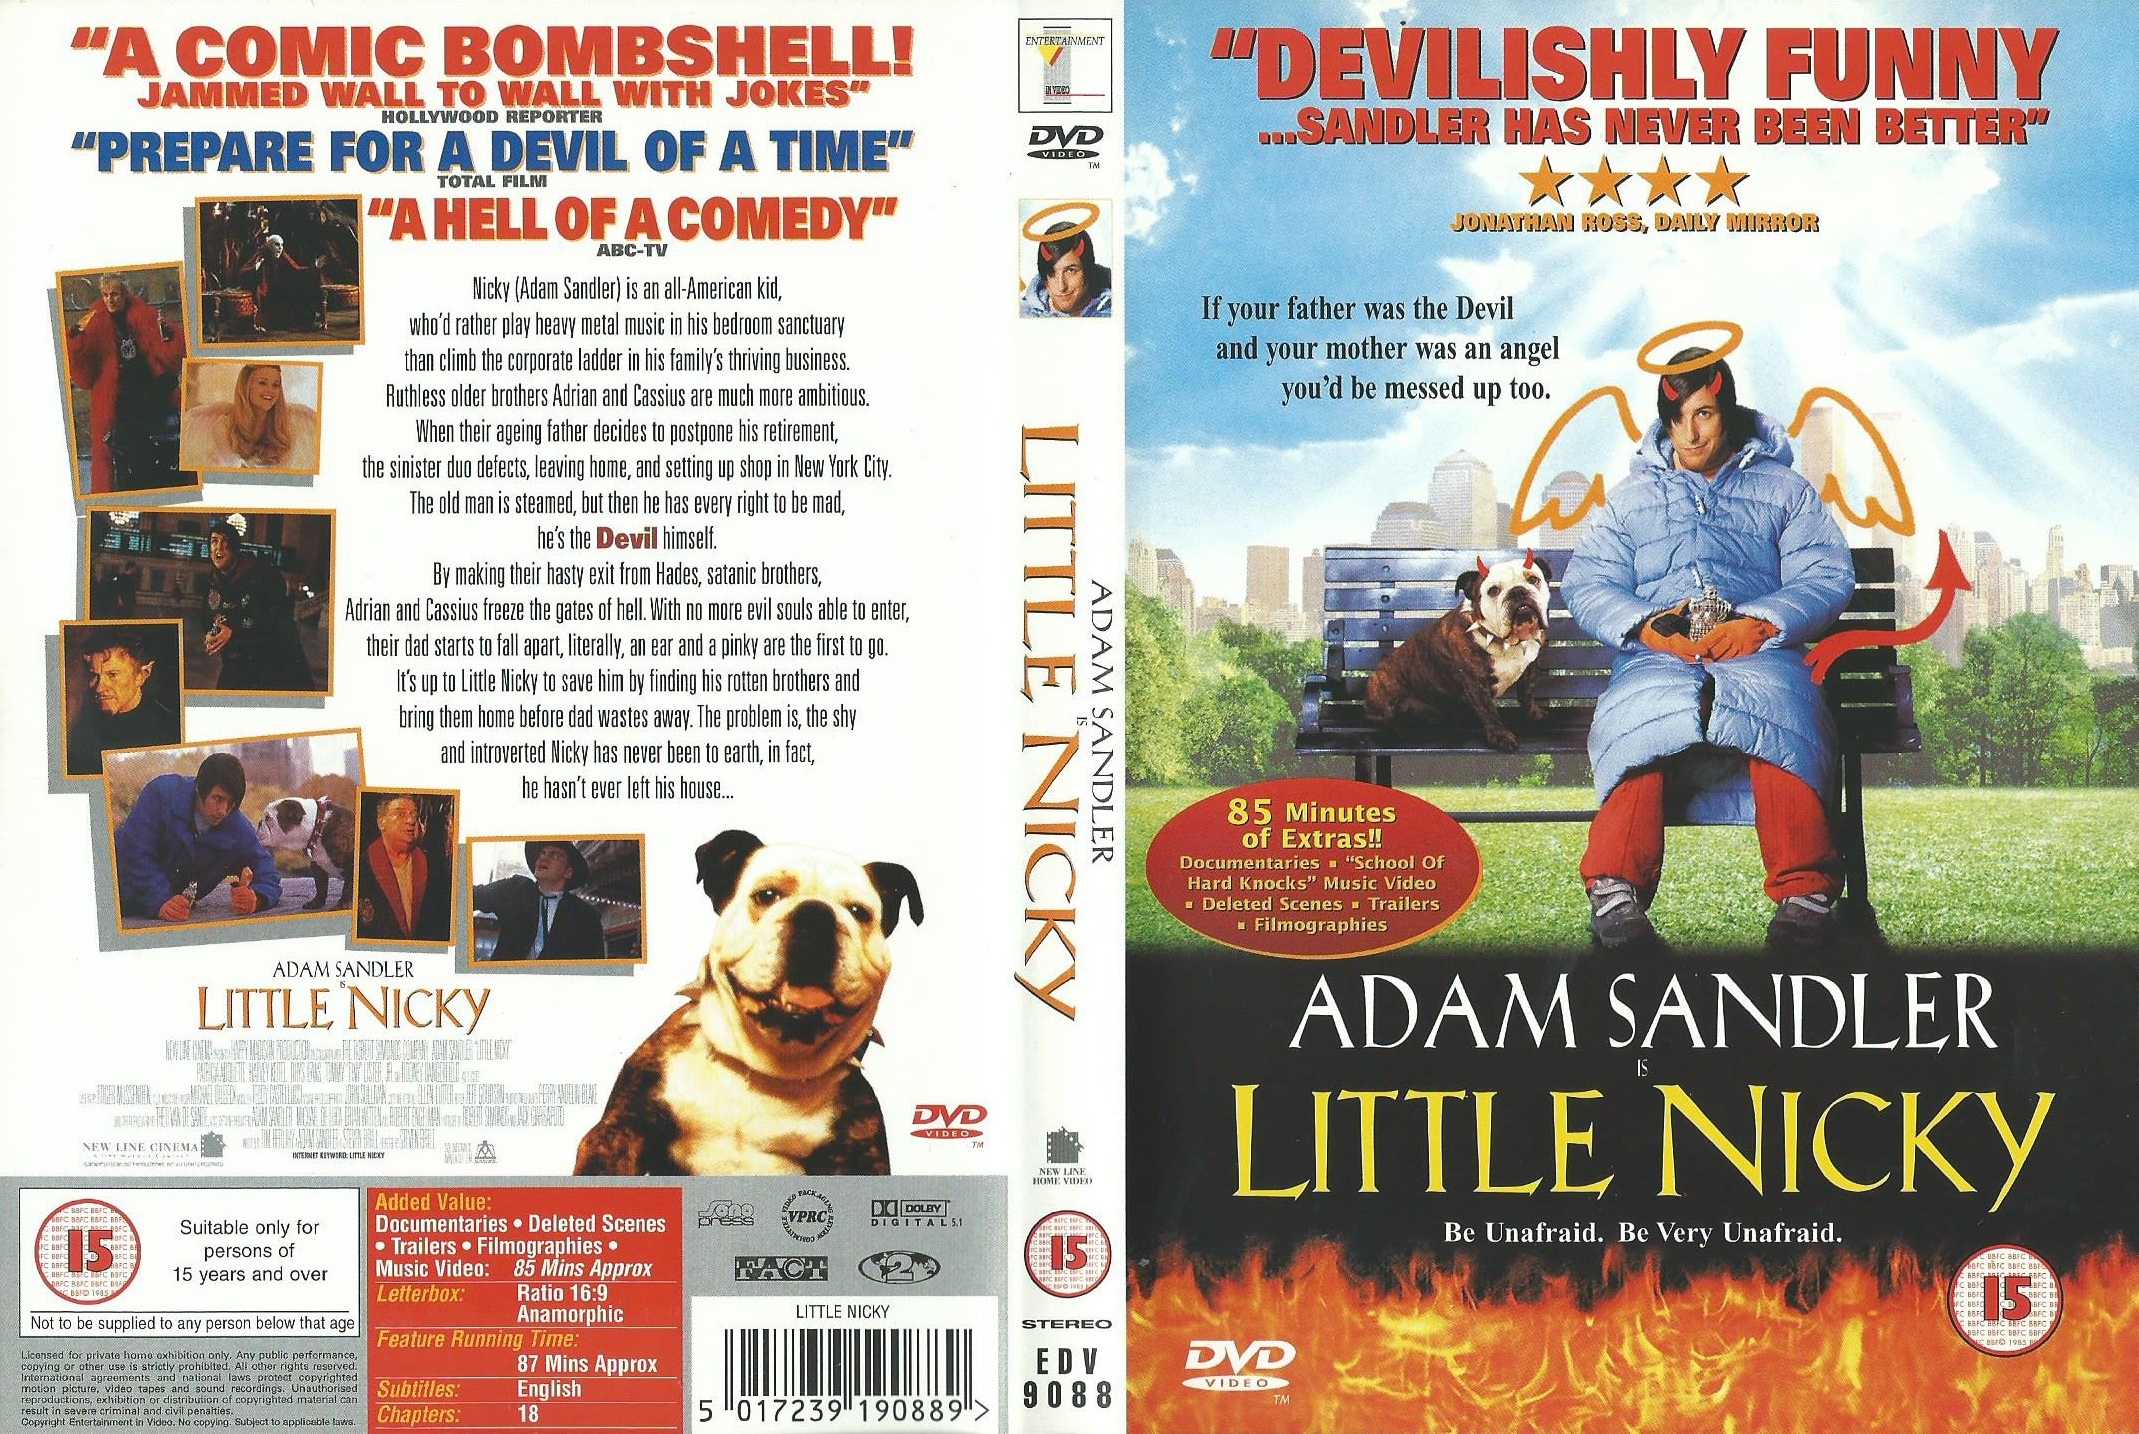 “A COMIC BOMBSHELL!
JAMMED WALL TO WALL WITH JOKES”
HOLLYWOOD REPORTER
“PREPARE FOR A DEVIL OF A TIME”
TOTAL FILM
“A HELL OF A COMEDY”
ABC-TV
Nicky (Adam Sandler) is an all-American kid,
who’d rather play heavy metal music in his bedroom sanctuary
than climb the corporate ladder in his family’s thriving business.
Ruthless older brothers Adrian and Cassius are much more ambitious.
When their ageing father decides to postpone his retirement,
the sinister duo defects, leaving home, and setting up shop in New York City.
The old man is steamed, but then he has every right to be mad,
he’s the Devil himself.
By making their hasty exit from Hades, satanic brothers,
Adrian and Cassius freeze the gates of hell. With no more evil souls able to enter,
their dad starts to fall apart, literally, an ear and a pinky are the first to go.
It’s up to Little Nicky to save him by finding his rotten brothers and
bring them home before dad wastes away. The problem is, the shy
and introverted Nicky has never been to earth, in fact,
he hasn’t ever left his house...
ADAM SANDLER
IS
LITTLE NICKY
NEW LINE CINEMA
INTERNET KEYWORD: LITTLE NICKY
DVD
VIDEO
TM
15
Suitable only for
persons of
15 years and over
Not to be supplied to any person below that age
Licensed for private home exhibition only. Any public performance,
copying or other use is strictly prohibited. All other rights reserved.
International agreements and national laws protect copyrighted
motion picture, video tapes and sound recordings. Unauthorised
reproductions, exhibition or distribution of copyrighted material can
result in severe criminal and civil penalties.
Copyright Entertainment in Video. No copying. Subject to applicable laws.
Added Value:
Documentaries • Deleted Scenes
• Trailers • Filmographies •
Music Video: 85 Mins Approx
Letterbox: Ratio 16:9
Anamorphic
Feature Running Time:
87 Mins Approx
Subtitles: English
Chapters: 18
sono press
VPRC
DOLBY
DIGITAL 5.1
FACT
2
LITTLE NICKY
5 017239 190889 >
ENTERTAINMENT
IN VIDEO
DVD
VIDEO
TM
ADAM SANDLER
IS
LITTLE NICKY
NEW LINE
HOME VIDEO
15
STEREO
EDV
9088
“DEVILISHLY FUNNY
...SANDLER HAS NEVER BEEN BETTER”
JONATHAN ROSS, DAILY MIRROR
If your father was the Devil
and your mother was an angel
you’d be messed up too.
85 Minutes
of Extras!!
Documentaries ▪ “School Of
Hard Knocks” Music Video
▪ Deleted Scenes ▪ Trailers
▪ Filmographies
ADAM SANDLER
IS
LITTLE NICKY
Be Unafraid. Be Very Unafraid.
15
DVD
VIDEO
TM